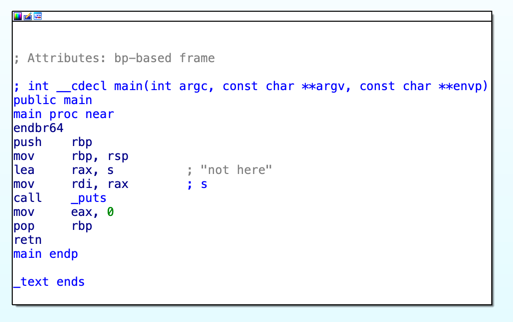 ; Attributes: bp-based frame
; int __cdecl main(int argc, const char **argv, const char **envp)
public main
main proc near
endbr64
push    rbp
mov     rbp, rsp
lea     rax, s          ; "not here"
mov     rdi, rax        ; s
call    _puts
mov     eax, 0
pop     rbp
retn
main endp
_text ends